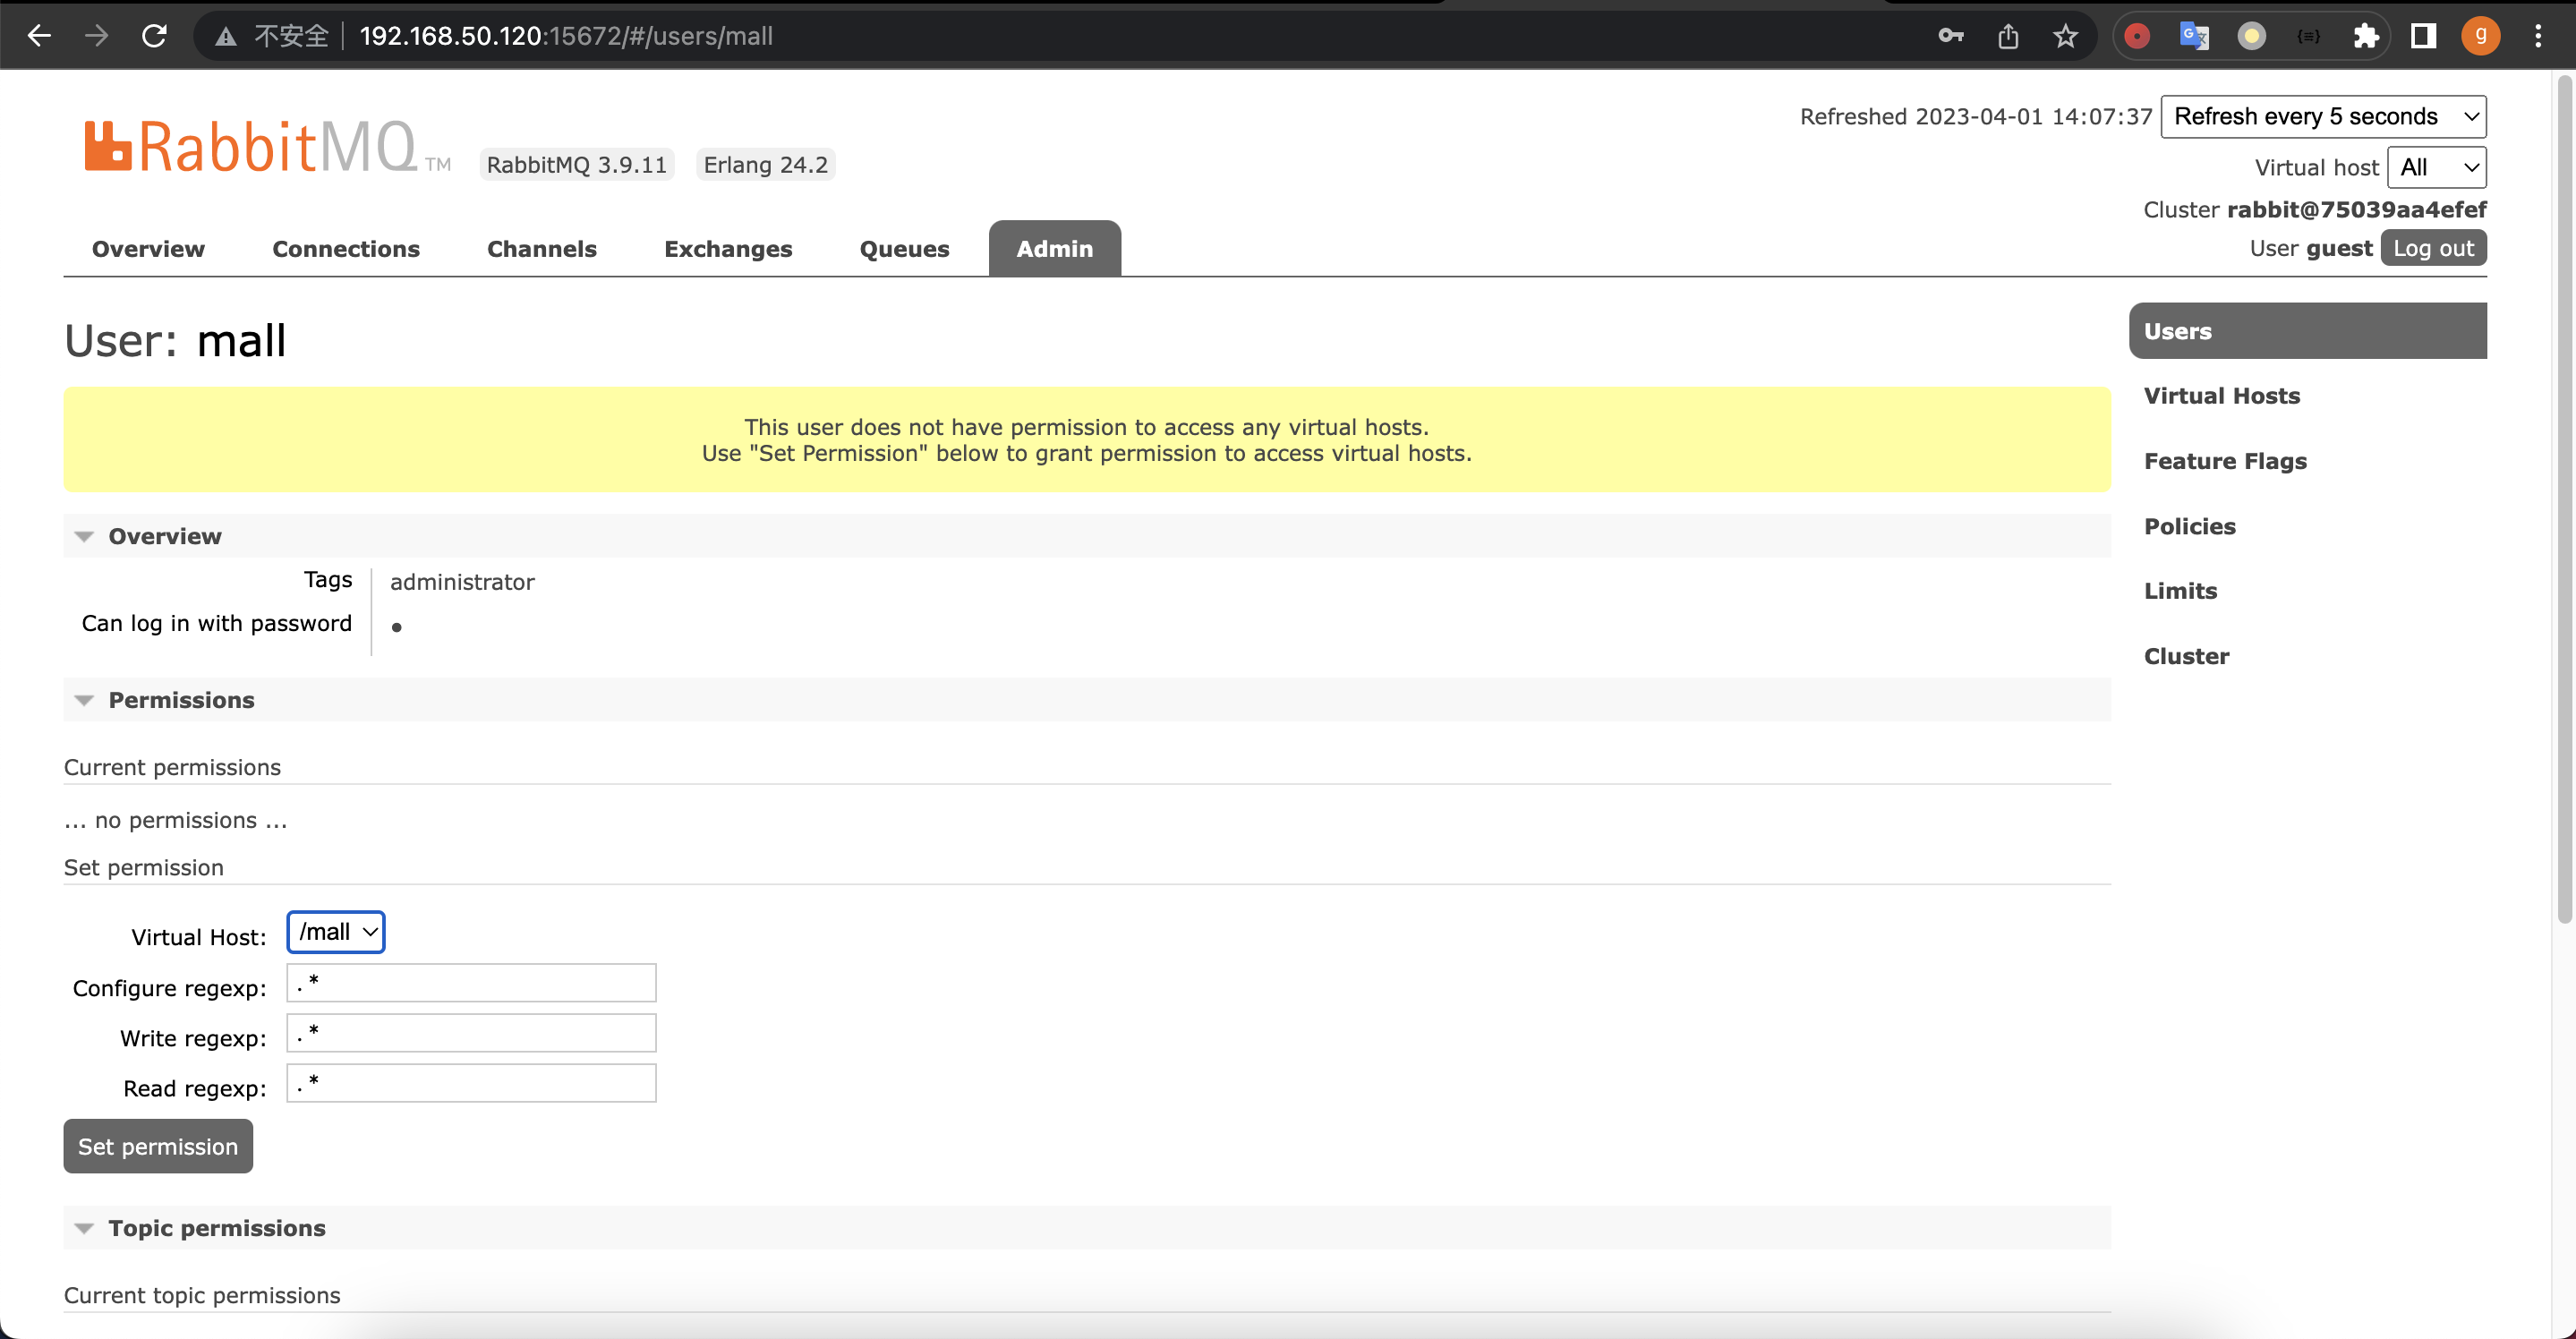 不安全 192.168.50.120:15672/#/users/mall
g
Refreshed 2023-04-01 14:07:37 Refresh every 5 seconds
RabbitMQ TM RabbitMQ 3.9.11 Erlang 24.2
Virtual host All
Cluster rabbit@75039aa4efef
User guest Log out
Overview Connections Channels Exchanges Queues Admin
User: mall
This user does not have permission to access any virtual hosts.
Use "Set Permission" below to grant permission to access virtual hosts.
Overview
Tags administrator
Can log in with password ●
Permissions
Current permissions
... no permissions ...
Set permission
Virtual Host: /mall
Configure regexp: .*
Write regexp: .*
Read regexp: .*
Set permission
Topic permissions
Current topic permissions
Users
Virtual Hosts
Feature Flags
Policies
Limits
Cluster